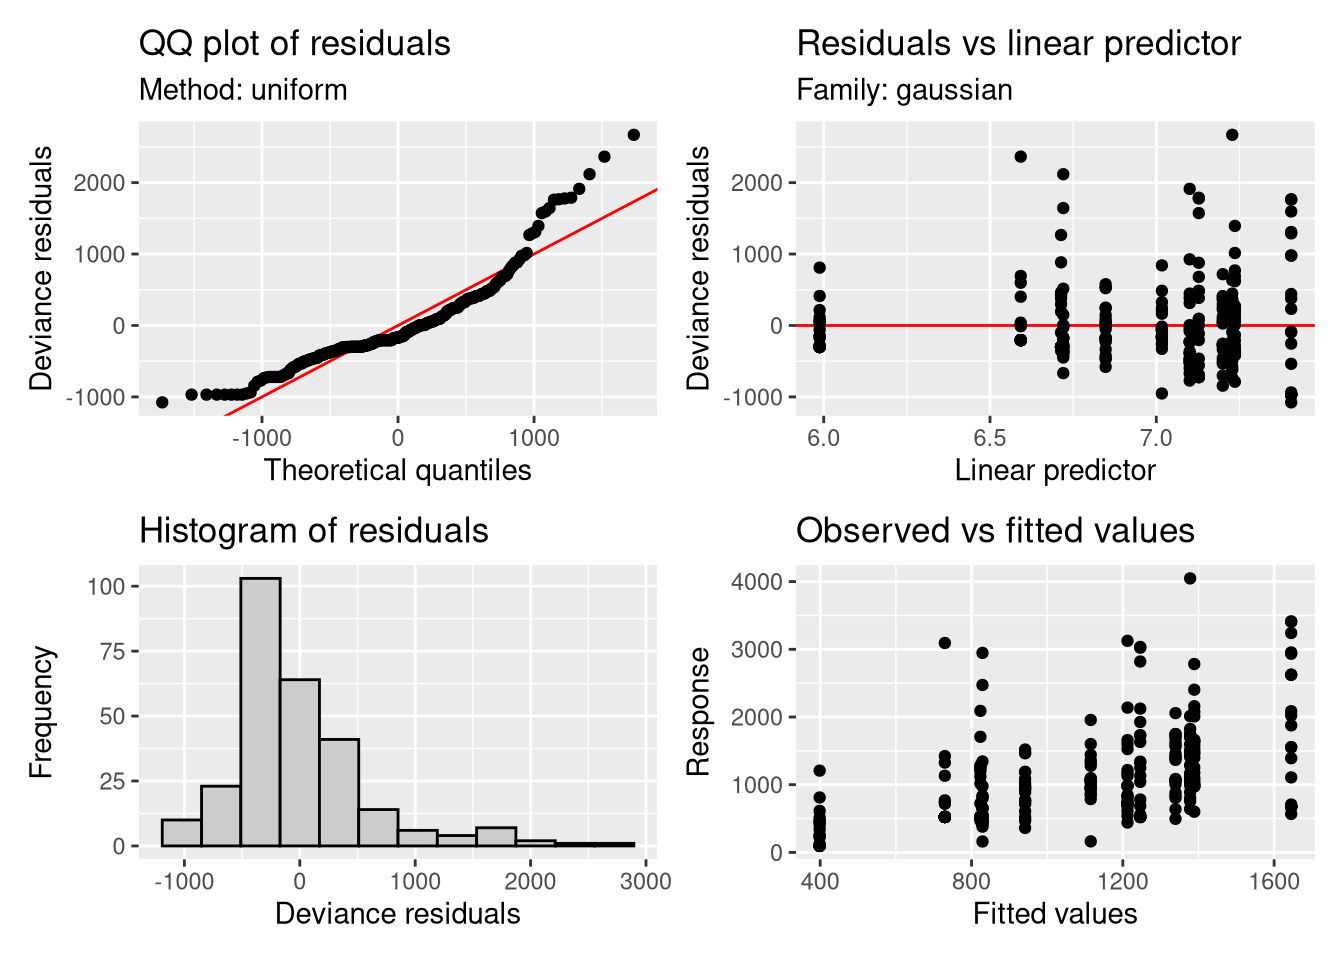 QQ plot of residuals
Method: uniform
Deviance residuals
2000
1000
0
-1000
-1000
0
1000
Theoretical quantiles
Residuals vs linear predictor
Family: gaussian
Deviance residuals
2000
1000
0
-1000
6.0
6.5
7.0
Linear predictor
Histogram of residuals
Frequency
100
75
50
25
0
-1000
0
1000
2000
3000
Deviance residuals
Observed vs fitted values
Response
4000
3000
2000
1000
0
400
800
1200
1600
Fitted values